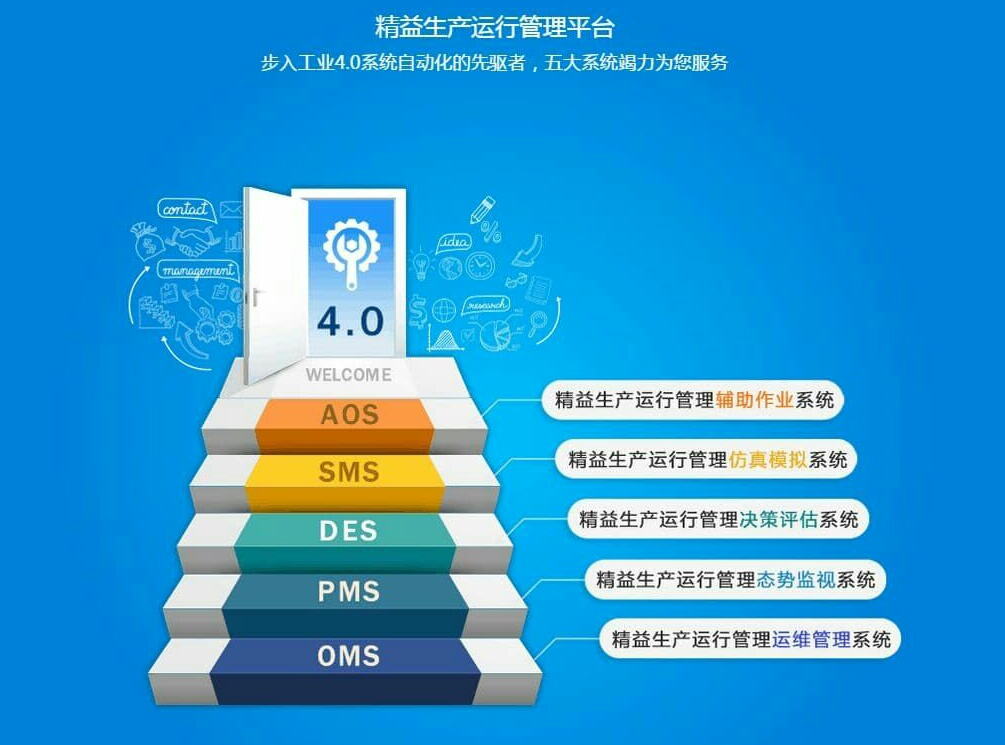 精益生产运行管理平台
步入工业4.0系统自动化的先驱者，五大系统竭力为您服务
contact
idea
management
research
4.0
WELCOME
AOS
精益生产运行管理辅助作业系统
SMS
精益生产运行管理仿真模拟系统
DES
精益生产运行管理决策评估系统
PMS
精益生产运行管理态势监视系统
OMS
精益生产运行管理运维管理系统